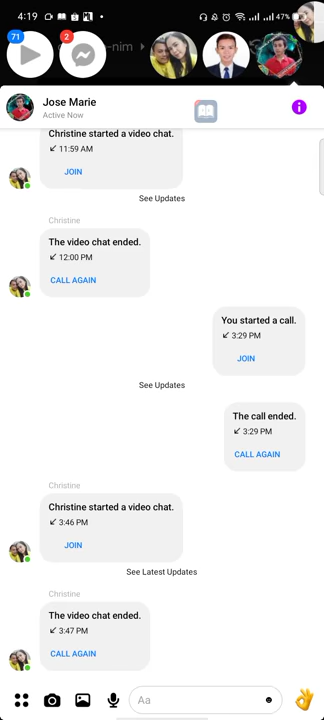 4:19
47%
71
2
-nim
Jose Marie
Active Now
Christine started a video chat.
↙ 11:59 AM
JOIN
See Updates
Christine
The video chat ended.
↙ 12:00 PM
CALL AGAIN
You started a call.
↙ 3:29 PM
JOIN
See Updates
The call ended.
↙ 3:29 PM
CALL AGAIN
Christine
Christine started a video chat.
↙ 3:46 PM
JOIN
See Latest Updates
Christine
The video chat ended.
↙ 3:47 PM
CALL AGAIN
Aa